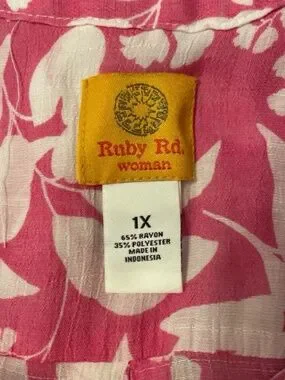 Ruby Rd.
woman
1X
65% RAYON
35% POLYESTER
MADE IN
INDONESIA